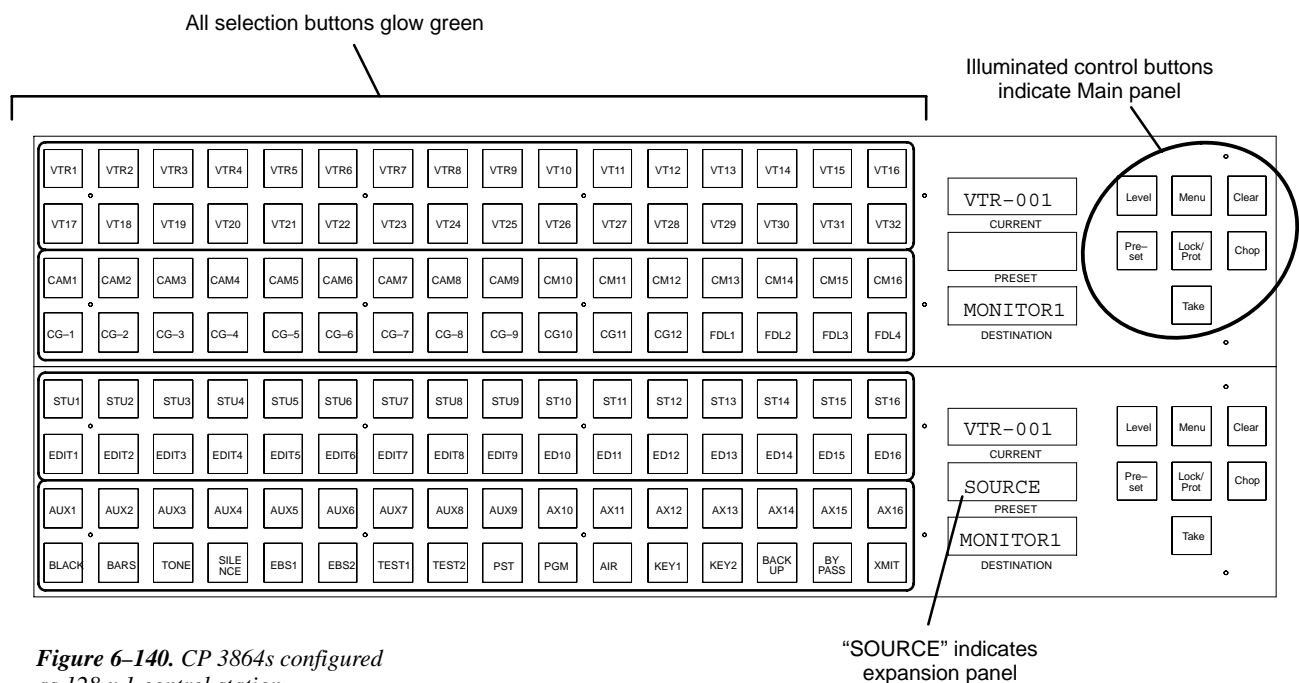 All selection buttons glow green
Illuminated control buttons
indicate Main panel
VTR1 VTR2 VTR3 VTR4 VTR5 VTR6 VTR7 VTR8 VTR9 VT10 VT11 VT12 VT13 VT14 VT15 VT16
VT17 VT18 VT19 VT20 VT21 VT22 VT23 VT24 VT25 VT26 VT27 VT28 VT29 VT30 VT31 VT32
CAM1 CAM2 CAM3 CAM4 CAM5 CAM6 CAM7 CAM8 CAM9 CM10 CM11 CM12 CM13 CM14 CM15 CM16
CG–1 CG–2 CG–3 CG–4 CG–5 CG–6 CG–7 CG–8 CG–9 CG10 CG11 CG12 FDL1 FDL2 FDL3 FDL4
VTR-001
CURRENT
PRESET
MONITOR1
DESTINATION
Level Menu Clear
Pre–
set
Lock/
Prot
Chop
Take
STU1 STU2 STU3 STU4 STU5 STU6 STU7 STU8 STU9 ST10 ST11 ST12 ST13 ST14 ST15 ST16
EDIT1 EDIT2 EDIT3 EDIT4 EDIT5 EDIT6 EDIT7 EDIT8 EDIT9 ED10 ED11 ED12 ED13 ED14 ED15 ED16
AUX1 AUX2 AUX3 AUX4 AUX5 AUX6 AUX7 AUX8 AUX9 AX10 AX11 AX12 AX13 AX14 AX15 AX16
BLACK BARS TONE SILE
NCE
EBS1 EBS2 TEST1 TEST2 PST PGM AIR KEY1 KEY2 BACK
UP
BY
PASS
XMIT
VTR-001
CURRENT
SOURCE
PRESET
MONITOR1
DESTINATION
Level Menu Clear
Pre–
set
Lock/
Prot
Chop
Take
"SOURCE" indicates
expansion panel
Figure 6–140. CP 3864s configured
as 128 x 1 control station